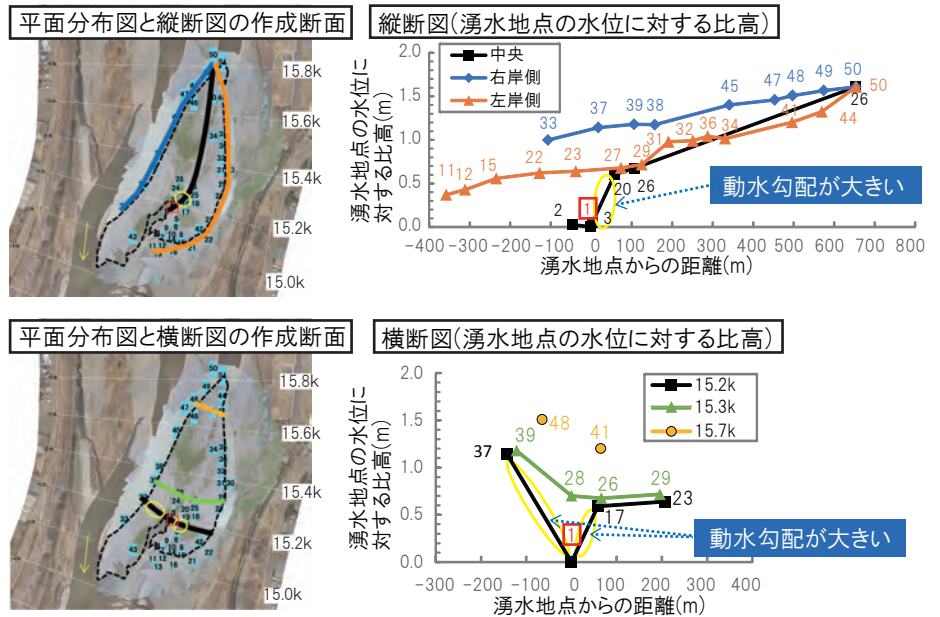 平面分布図と縦断図の作成断面
縦断図(湧水地点の水位に対する比高)
15.8k
15.6k
15.4k
15.2k
15.0k
湧水地点の水位に
対する比高(m)
2.0
1.5
1.0
0.5
0.0
中央
右岸側
左岸側
33
37
39
38
45
47
48
49
50
50
26
44
41
34
36
32
31
29
27
23
22
15
12
11
2
1
3
20
26
動水勾配が大きい
-400
-300
-200
-100
0
100
200
300
400
500
600
700
800
湧水地点からの距離(m)
平面分布図と横断図の作成断面
横断図(湧水地点の水位に対する比高)
15.8k
15.6k
15.4k
15.2k
15.0k
湧水地点の水位に
対する比高(m)
2.0
1.5
1.0
0.5
0.0
15.2k
15.3k
15.7k
48
41
37
39
28
26
29
23
17
1
動水勾配が大きい
-300
-200
-100
0
100
200
300
400
湧水地点からの距離(m)